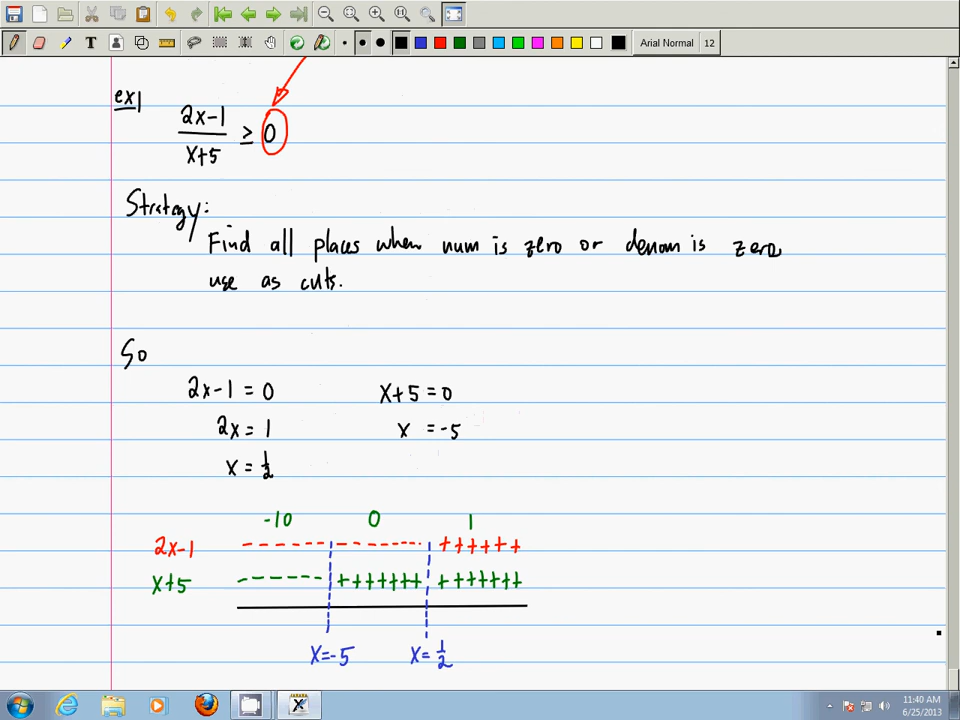 T
Arial Normal
12
ex1
2x-1
x+5
≥ 0
Strategy:
Find all places when num is zero or denom is zero
use as cuts.
So
2x-1 = 0
x+5 = 0
2x = 1
x = -5
x = 1/2
-10 0 1
2x-1 ------ ------- ++++++
x+5 ------ +++++++ +++++++
x=-5
x= 1/2
11:40 AM
6/25/2013